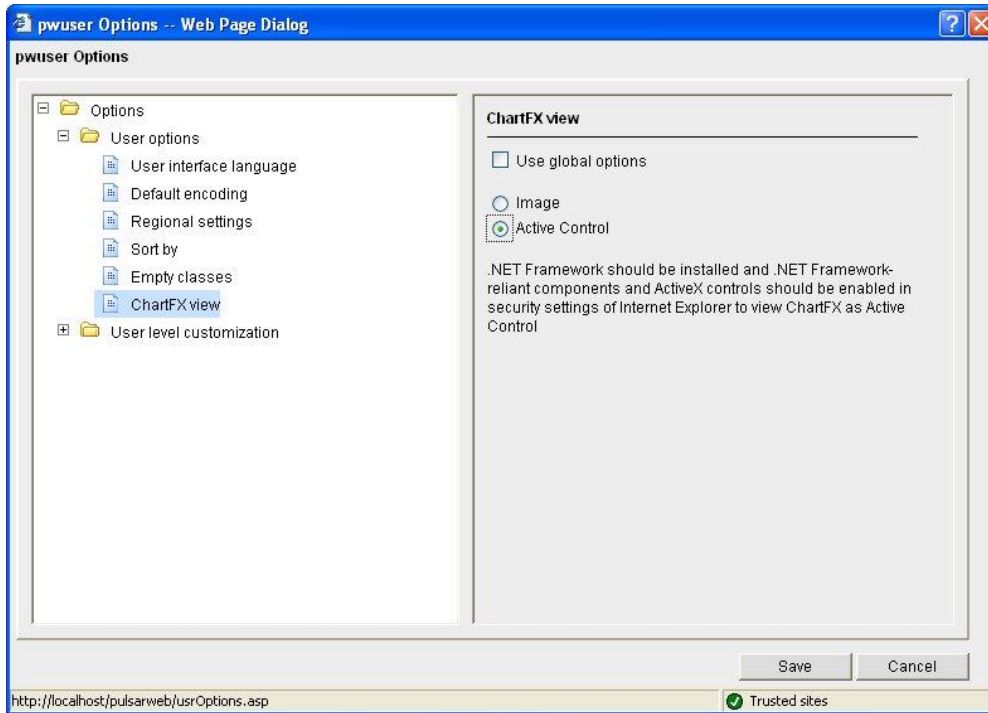 pwuser Options -- Web Page Dialog
pwuser Options
Options
User options
User interface language
Default encoding
Regional settings
Sort by
Empty classes
ChartFX view
User level customization
ChartFX view
Use global options
Image
Active Control
.NET Framework should be installed and .NET Framework-
reliant components and ActiveX controls should be enabled in
security settings of Internet Explorer to view ChartFX as Active
Control
Save
Cancel
http://localhost/pulsarweb/usrOptions.asp
Trusted sites